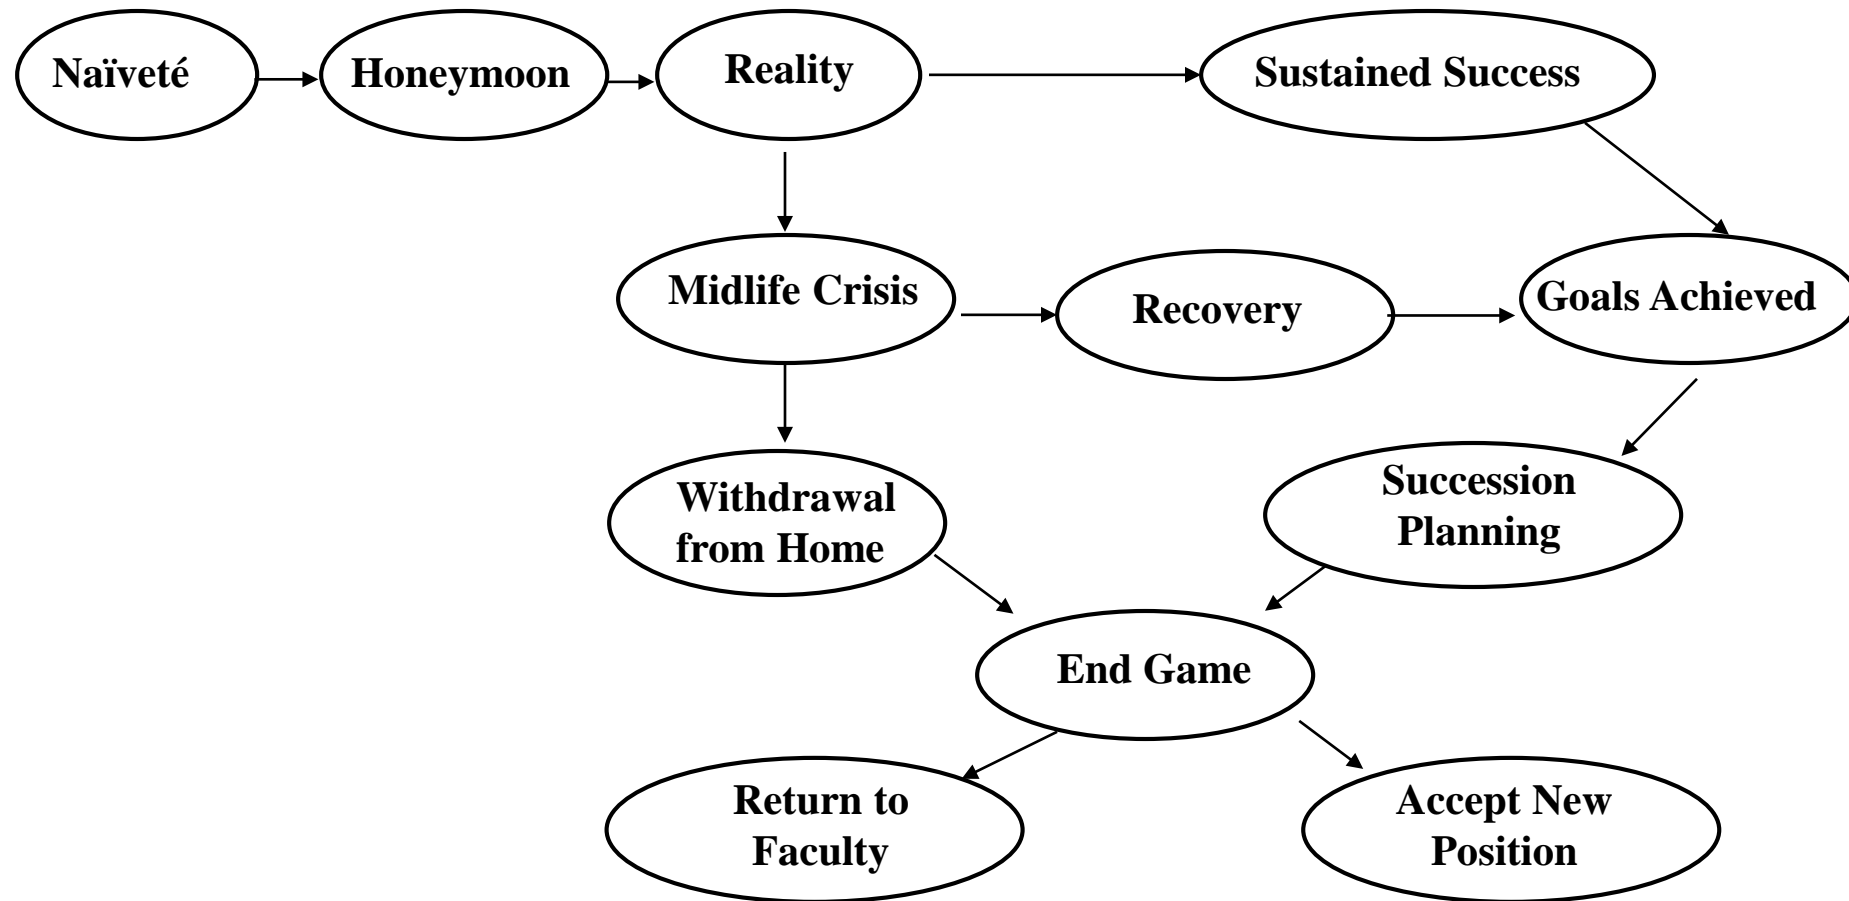 Naïveté
Honeymoon
Reality
Sustained Success
Midlife Crisis
Recovery
Goals Achieved
Withdrawal
from Home
Succession
Planning
End Game
Return to
Faculty
Accept New
Position